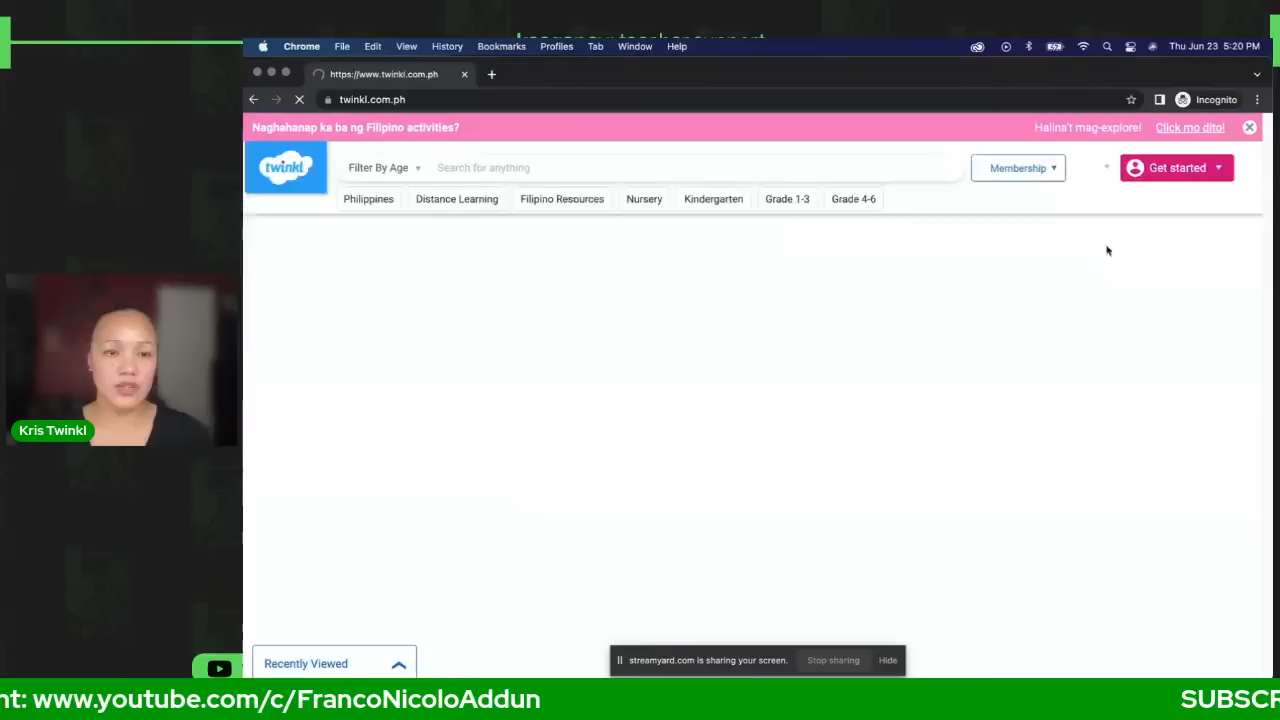 Chrome File Edit View History Bookmarks Profiles Tab Window Help Thu Jun 23 5:20 PM
https://www.twinkl.com.ph
twinkl.com.ph Incognito
Naghahanap ka ba ng Filipino activities? Halina't mag-explore! Click mo dito!
twinkl Filter By Age Search for anything Membership Get started
Philippines Distance Learning Filipino Resources Nursery Kindergarten Grade 1-3 Grade 4-6
Kris Twinkl
Recently Viewed
streamyard.com is sharing your screen. Stop sharing Hide
nt: www.youtube.com/c/FrancoNicoloAddun SUBSCR